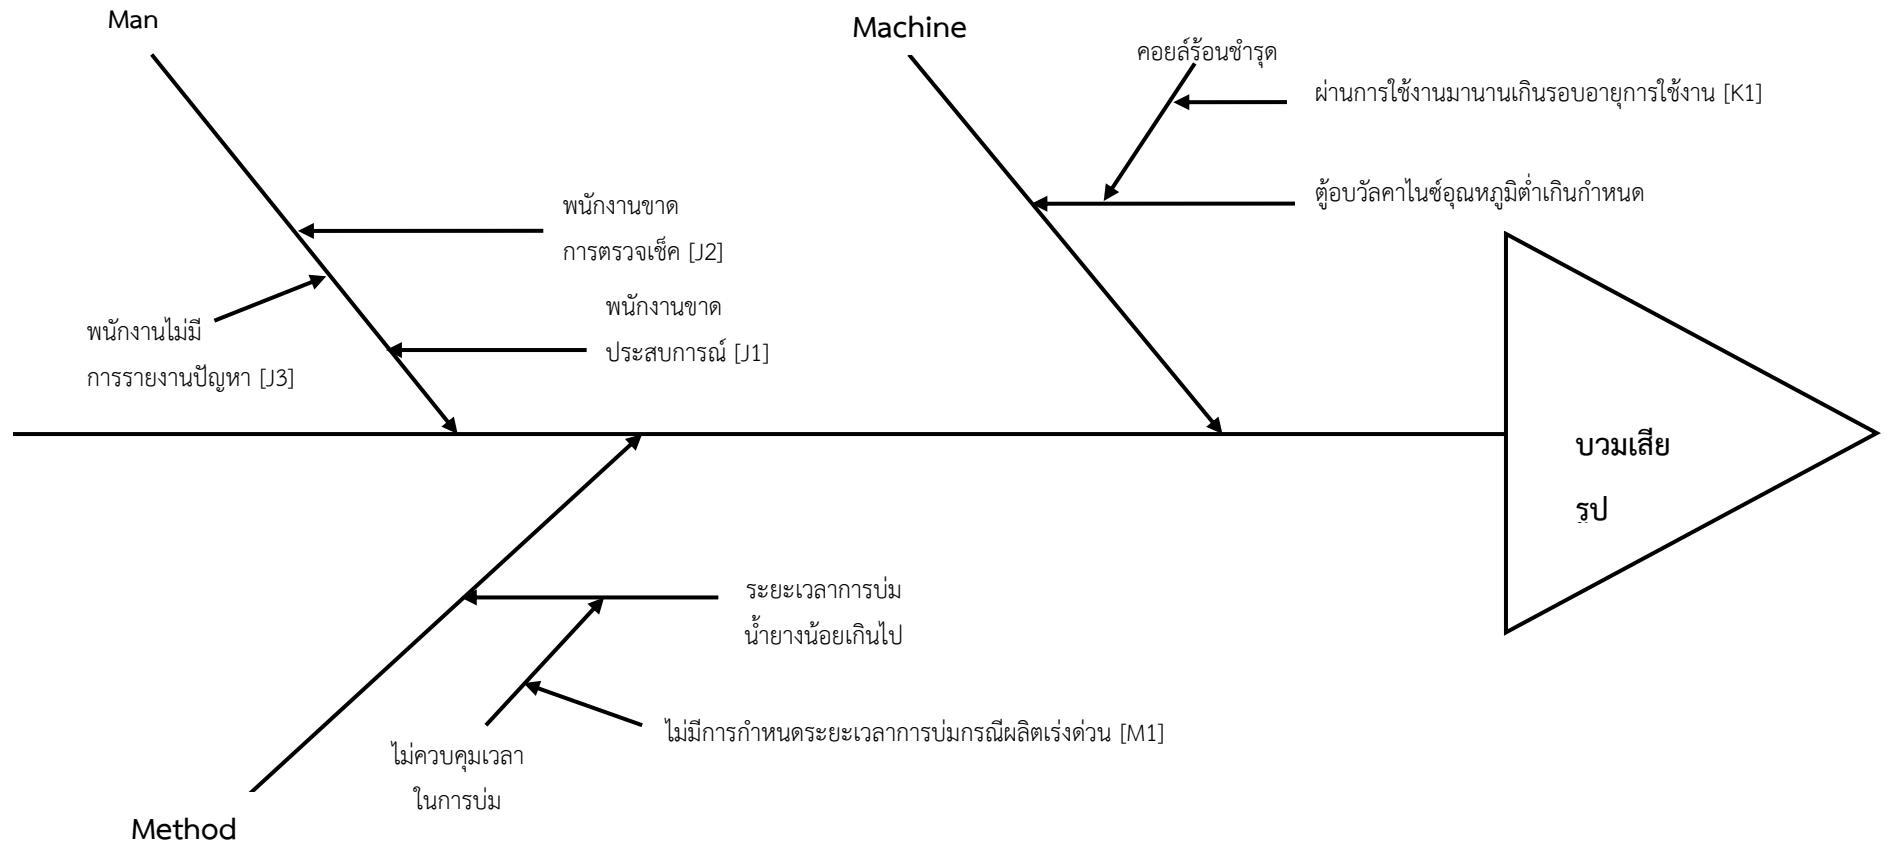 Man
Machine
คอยล์ร้อนชำรุด
ผ่านการใช้งานมานานเกินรอบอายุการใช้งาน [K1]
ตู้อบวัลคาไนซ์อุณหภูมิต่ำเกินกำหนด
พนักงานขาด
การตรวจเช็ค [J2]
พนักงานขาด
ประสบการณ์ [J1]
พนักงานไม่มี
การรายงานปัญหา [J3]
บวมเสีย
รูป
ระยะเวลาการบ่ม
น้ำยางน้อยเกินไป
ไม่มีการกำหนดระยะเวลาการบ่มกรณีผลิตเร่งด่วน [M1]
ไม่ควบคุมเวลา
ในการบ่ม
Method